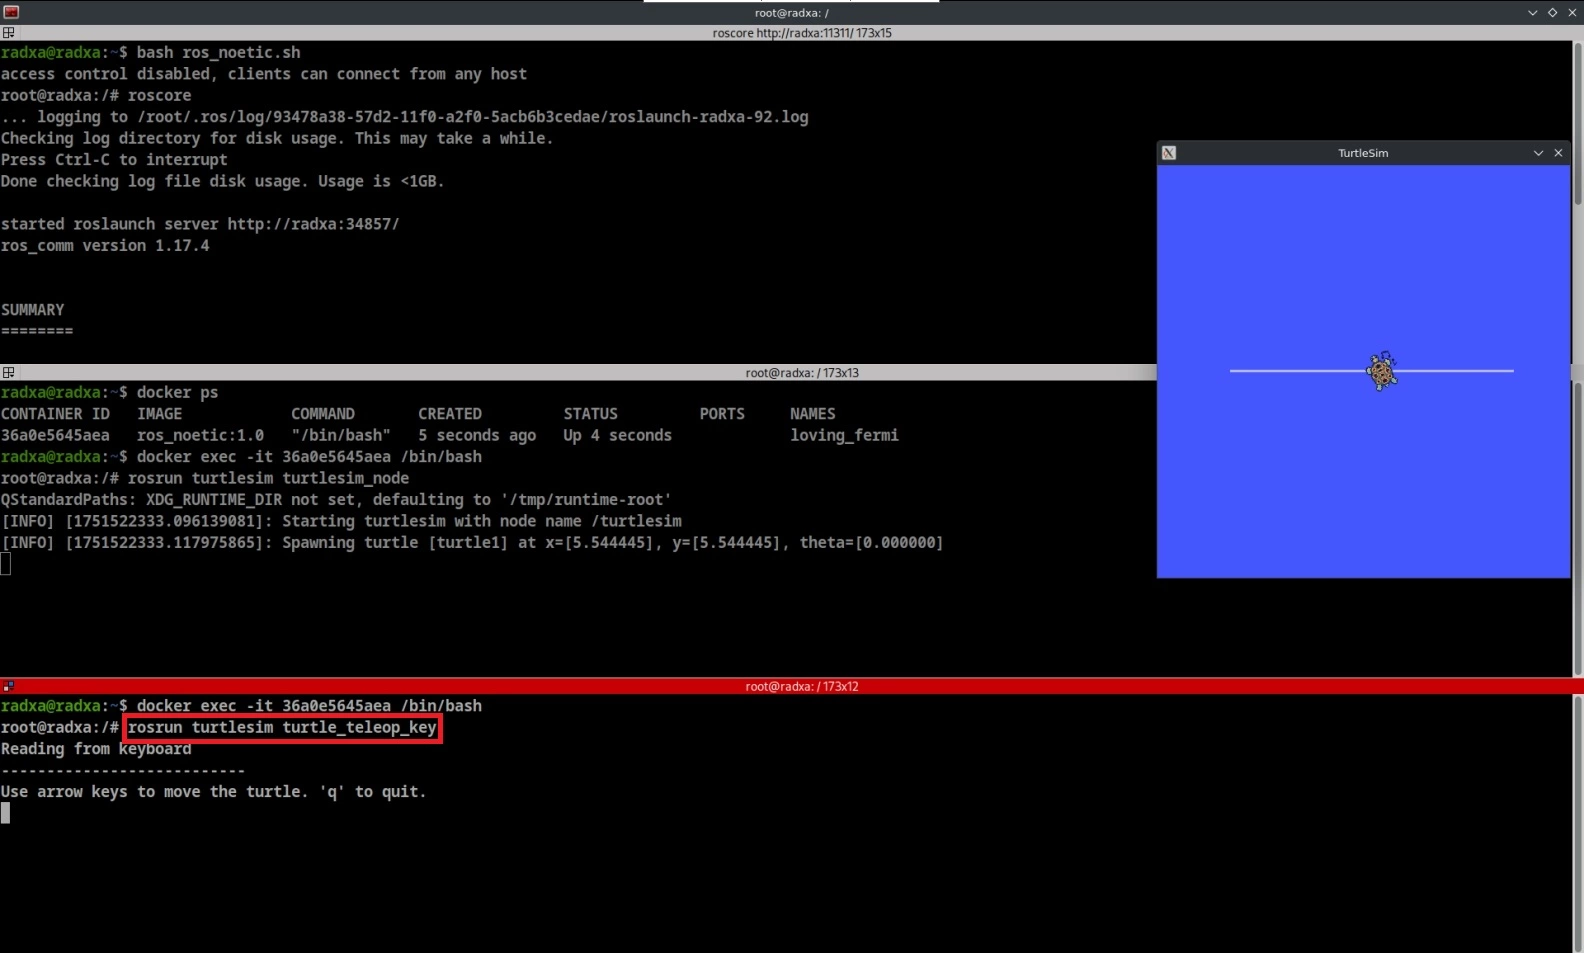 root@radxa: /
roscore http://radxa:11311/ 173x15
radxa@radxa:~$ bash ros_noetic.sh
access control disabled, clients can connect from any host
root@radxa:/# roscore
... logging to /root/.ros/log/93478a38-57d2-11f0-a2f0-5acb6b3cedae/roslaunch-radxa-92.log
Checking log directory for disk usage. This may take a while.
Press Ctrl-C to interrupt
Done checking log file disk usage. Usage is <1GB.
started roslaunch server http://radxa:34857/
ros_comm version 1.17.4
SUMMARY
========
TurtleSim
root@radxa: / 173x13
radxa@radxa:~$ docker ps
CONTAINER ID   IMAGE            COMMAND       CREATED         STATUS         PORTS     NAMES
36a0e5645aea   ros_noetic:1.0   "/bin/bash"   5 seconds ago   Up 4 seconds             loving_fermi
radxa@radxa:~$ docker exec -it 36a0e5645aea /bin/bash
root@radxa:/# rosrun turtlesim turtlesim_node
QStandardPaths: XDG_RUNTIME_DIR not set, defaulting to '/tmp/runtime-root'
[INFO] [1751522333.096139081]: Starting turtlesim with node name /turtlesim
[INFO] [1751522333.117975865]: Spawning turtle [turtle1] at x=[5.544445], y=[5.544445], theta=[0.000000]
root@radxa: / 173x12
radxa@radxa:~$ docker exec -it 36a0e5645aea /bin/bash
root@radxa:/# rosrun turtlesim turtle_teleop_key
Reading from keyboard
---------------------------
Use arrow keys to move the turtle. 'q' to quit.